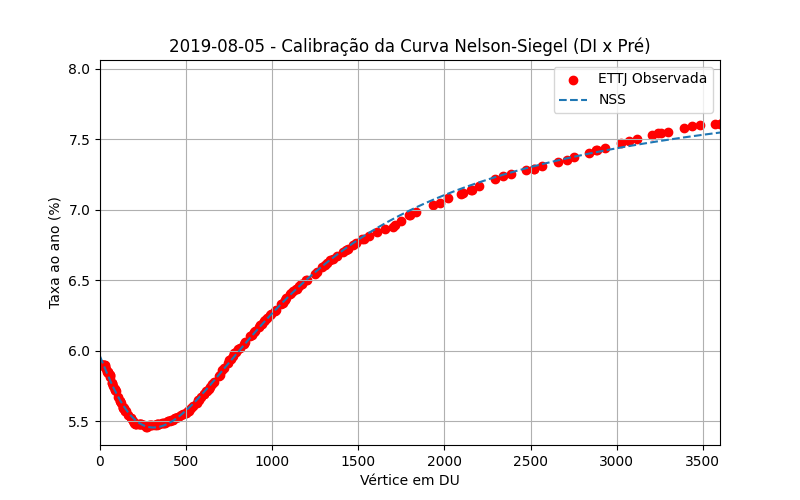 2019-08-05 - Calibração da Curva Nelson-Siegel (DI x Pré)
ETTJ Observada
NSS
Taxa ao ano (%)
8.0
7.5
7.0
6.5
6.0
5.5
0 500 1000 1500 2000 2500 3000 3500
Vértice em DU